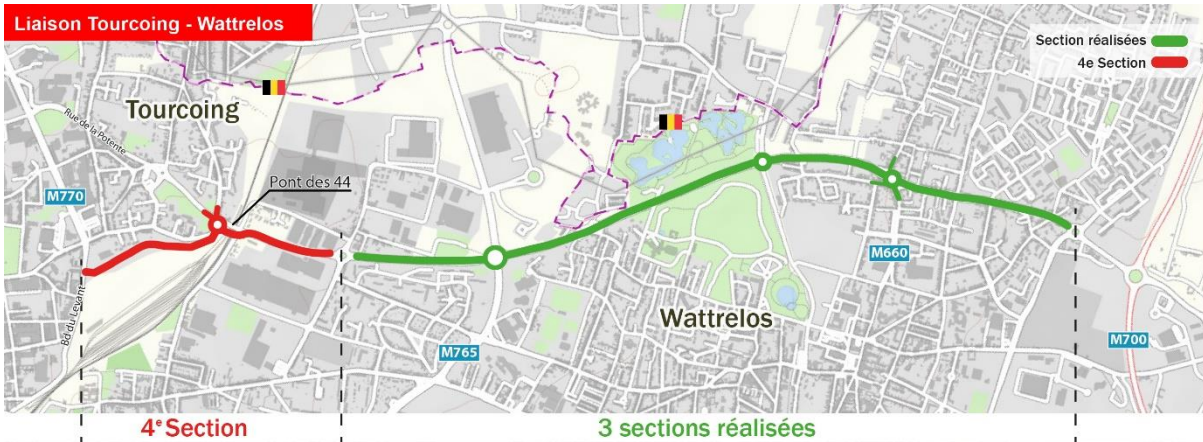 Liaison Tourcoing - Wattrelos
Section réalisées
4e Section
Tourcoing
Rue de la Potente
Pont des 44
M770
M660
Bd du Levant
Wattrelos
M765
M700
4e Section
3 sections réalisées